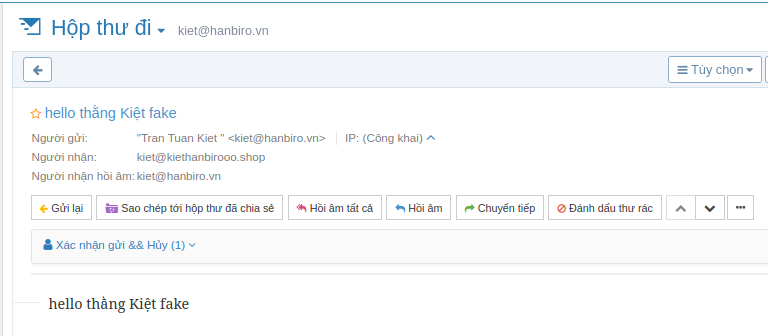 Hộp thư đi kiet@hanbiro.vn
Tùy chọn
hello thằng Kiệt fake
Người gửi: "Tran Tuan Kiet " <kiet@hanbiro.vn> IP: (Công khai)
Người nhận: kiet@kiethanbirooo.shop
Người nhận hồi âm: kiet@hanbiro.vn
Gửi lại Sao chép tới hộp thư đã chia sẻ Hồi âm tất cả Hồi âm Chuyển tiếp Đánh dấu thư rác
Xác nhận gửi && Hủy (1)
hello thằng Kiệt fake